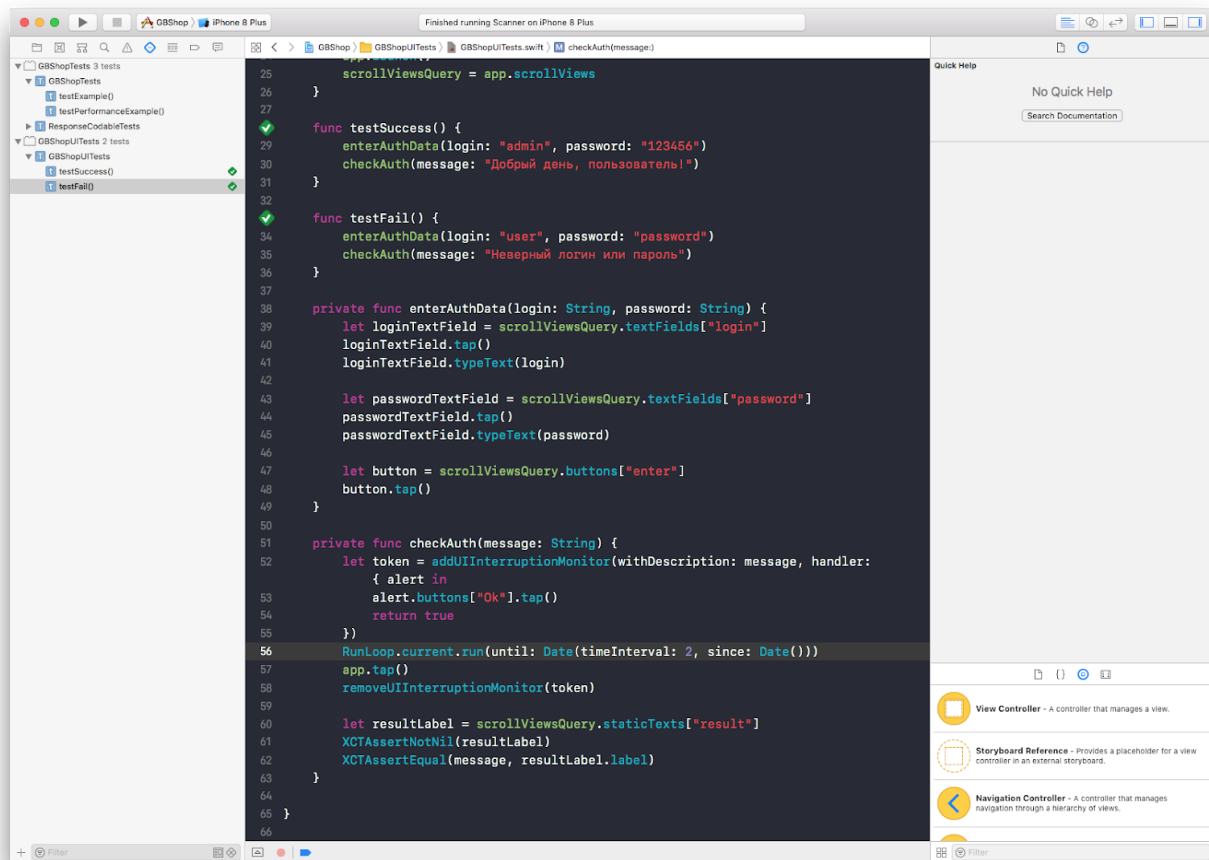 GBShop
iPhone 8 Plus
Finished running Scanner on iPhone 8 Plus
GBShop
GBShopUITests
GBShopUITests.swift
M checkAuth(message:)
GBShopTests 3 tests
T GBShopTests
t testExample()
t testPerformanceExample()
T ResponseCodableTests
GBShopUITests 2 tests
T GBShopUITests
t testSuccess()
t testFail()
25 scrollViewsQuery = app.scrollViews
26 }
27
func testSuccess() {
29 enterAuthData(login: "admin", password: "123456")
30 checkAuth(message: "Добрый день, пользователь!")
31 }
32
func testFail() {
34 enterAuthData(login: "user", password: "password")
35 checkAuth(message: "Неверный логин или пароль")
36 }
37
38 private func enterAuthData(login: String, password: String) {
39 let loginTextField = scrollViewsQuery.textFields["login"]
40 loginTextField.tap()
41 loginTextField.typeText(login)
42
43 let passwordTextField = scrollViewsQuery.textFields["password"]
44 passwordTextField.tap()
45 passwordTextField.typeText(password)
46
47 let button = scrollViewsQuery.buttons["enter"]
48 button.tap()
49 }
50
51 private func checkAuth(message: String) {
52 let token = addUIInterruptionMonitor(withDescription: message, handler:
{ alert in
53 alert.buttons["Ok"].tap()
54 return true
55 })
56 RunLoop.current.run(until: Date(timeInterval: 2, since: Date()))
57 app.tap()
58 removeUIInterruptionMonitor(token)
59
60 let resultLabel = scrollViewsQuery.staticTexts["result"]
61 XCTAssertNotNil(resultLabel)
62 XCTAssertEqual(message, resultLabel.label)
63 }
64
65 }
66
Quick Help
No Quick Help
Search Documentation
View Controller - A controller that manages a view.
Storyboard Reference - Provides a placeholder for a view
controller in an external storyboard.
Navigation Controller - A controller that manages
navigation through a hierarchy of views.
Filter
Filter